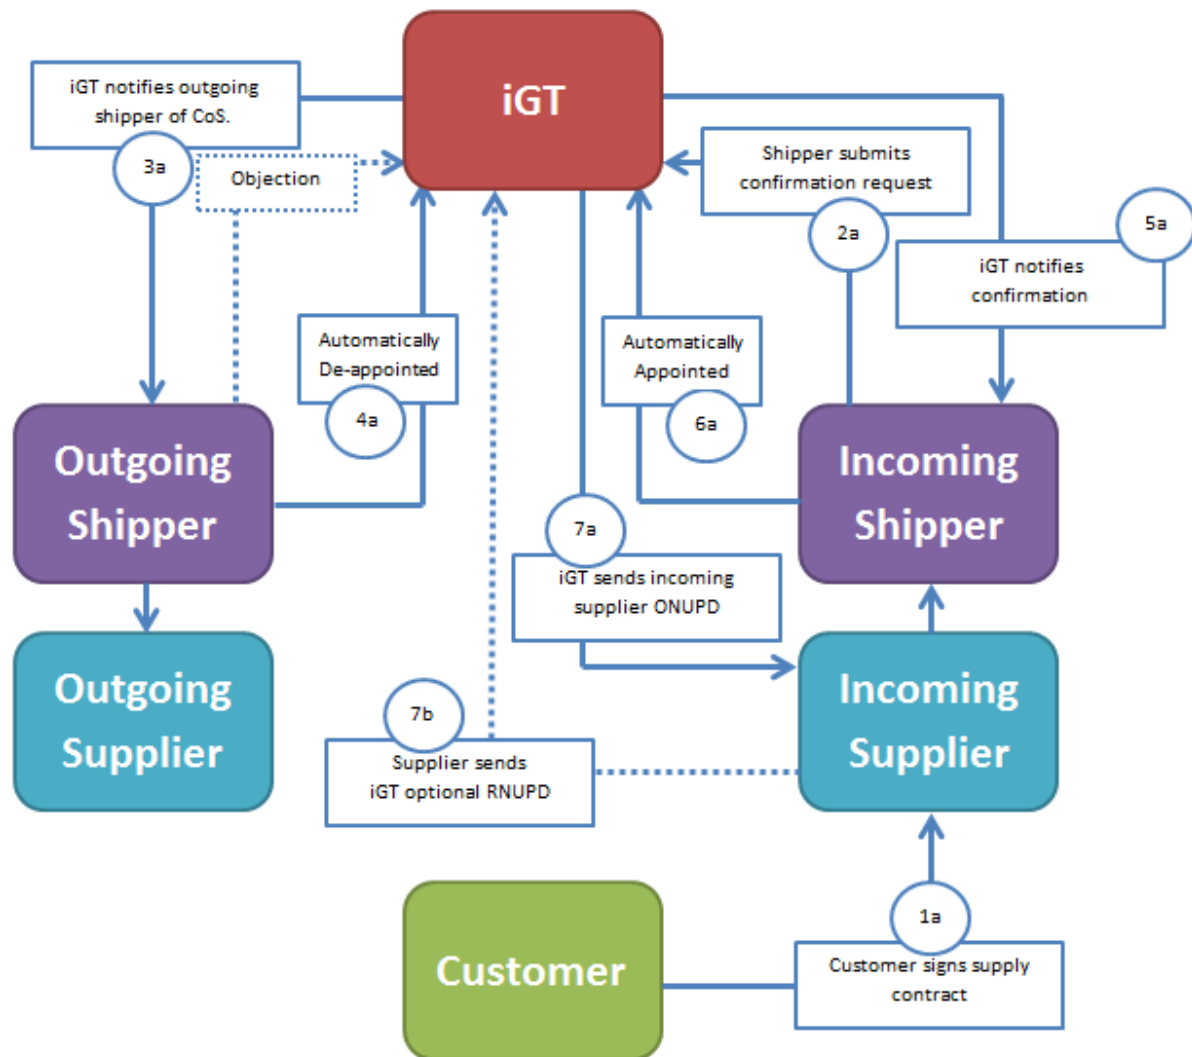 iGT
iGT notifies outgoing
shipper of CoS.
3a
Objection
Shipper submits
confirmation request
2a
5a
iGT notifies
confirmation
Automatically
De-appointed
4a
Automatically
Appointed
6a
Outgoing
Shipper
Incoming
Shipper
7a
iGT sends incoming
supplier ONUPD
Outgoing
Supplier
Incoming
Supplier
7b
Supplier sends
iGT optional RNUPD
Customer
1a
Customer signs supply
contract